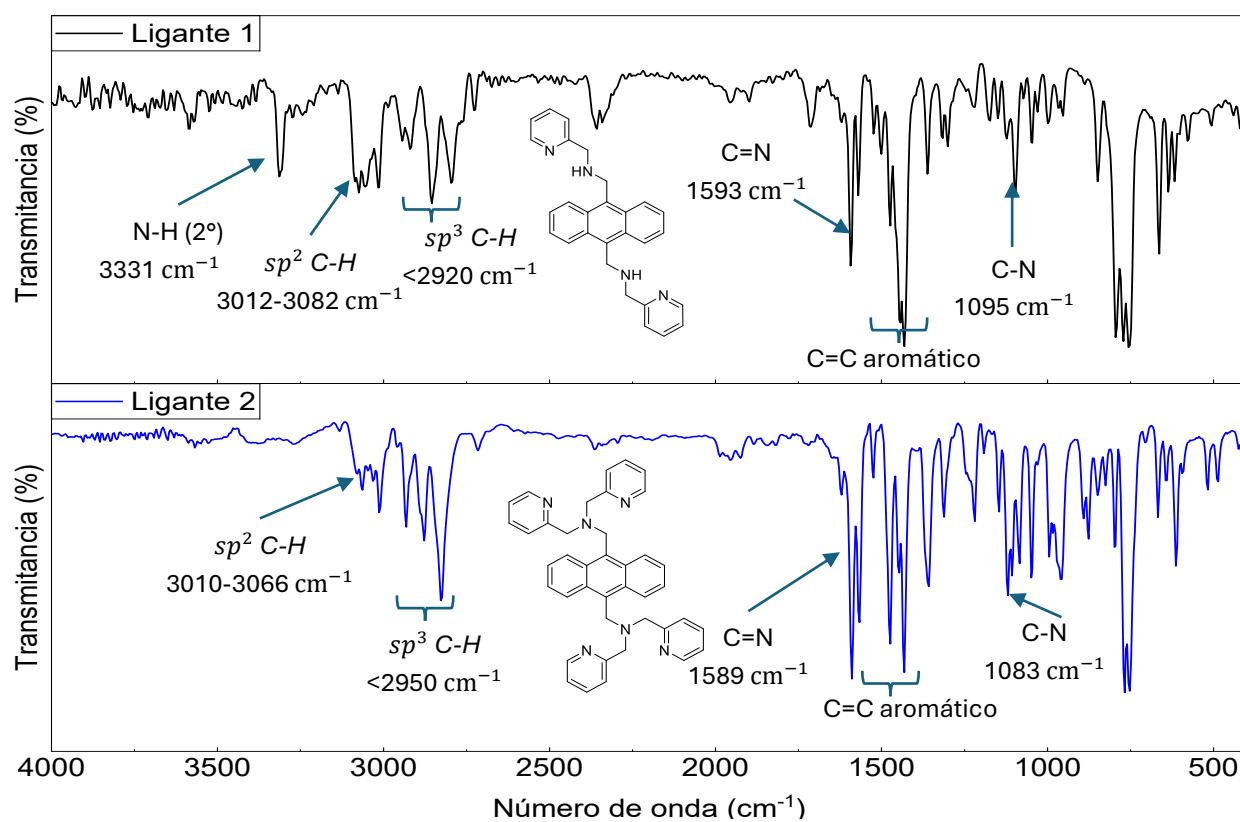 Ligante 1
Transmitancia (%)
N-H (2°)
3331 cm⁻¹
sp² C-H
3012-3082 cm⁻¹
sp³ C-H
<2920 cm⁻¹
N
HN
NH
N
C=N
1593 cm⁻¹
C-N
1095 cm⁻¹
C=C aromático
Ligante 2
Transmitancia (%)
sp² C-H
3010-3066 cm⁻¹
sp³ C-H
<2950 cm⁻¹
N
N
N
N
N
N
C=N
1589 cm⁻¹
C-N
1083 cm⁻¹
C=C aromático
4000 3500 3000 2500 2000 1500 1000 500
Número de onda (cm⁻¹)